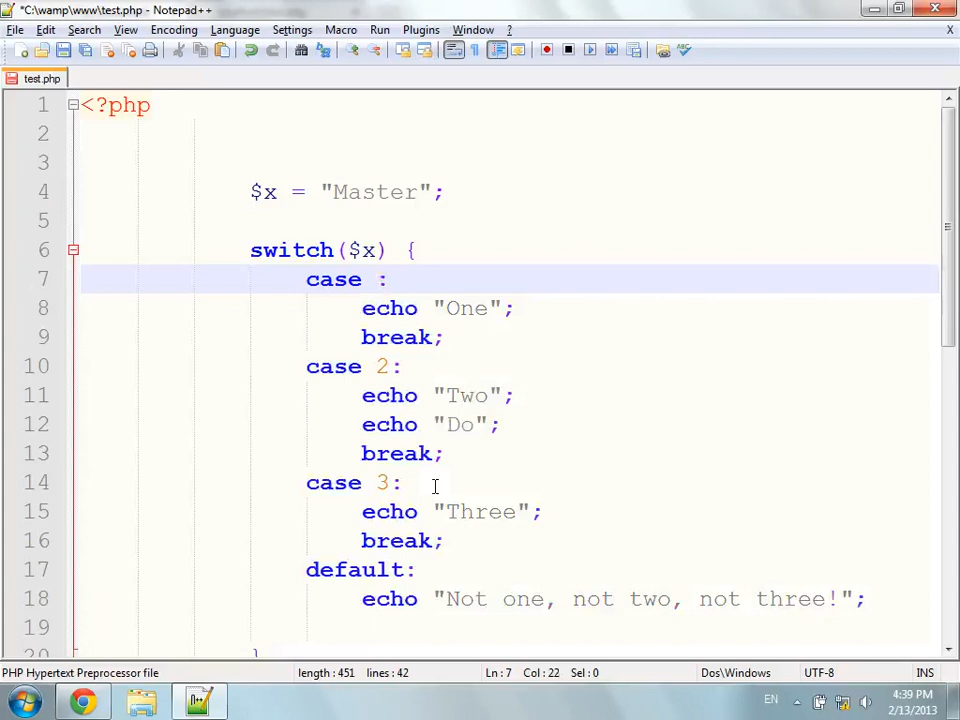 *C:\wamp\www\test.php - Notepad++
File Edit Search View Encoding Language Settings Macro Run Plugins Window ? X
test.php
1 <?php
2
3
4 $x = "Master";
5
6 switch($x) {
7 case :
8 echo "One";
9 break;
10 case 2:
11 echo "Two";
12 echo "Do";
13 break;
14 case 3:
15 echo "Three";
16 break;
17 default:
18 echo "Not one, not two, not three!";
19
20 }
PHP Hypertext Preprocessor file length : 451 lines : 42 Ln : 7 Col : 22 Sel : 0 Dos\Windows UTF-8 INS
EN 4:39 PM
2/13/2013